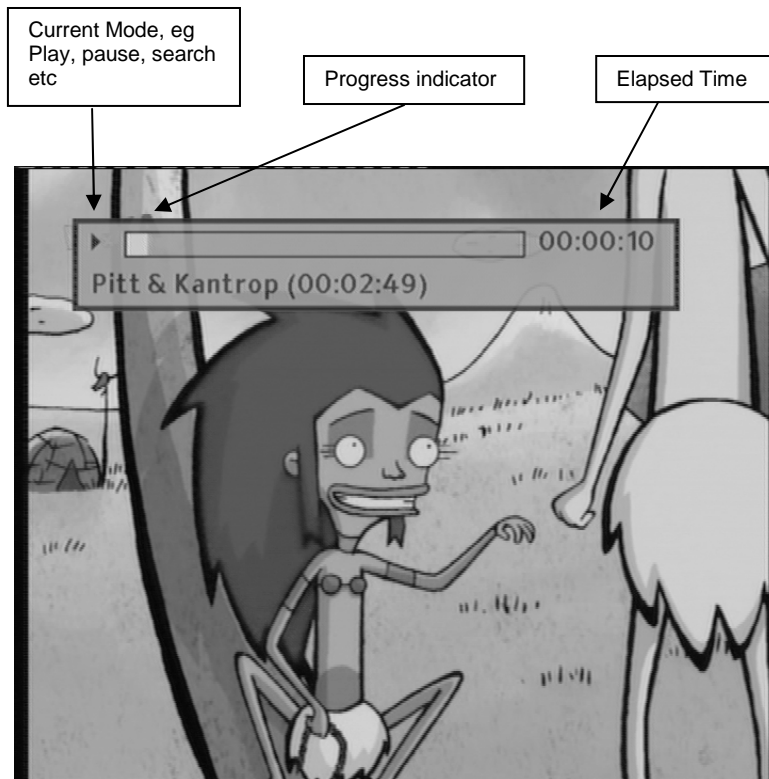 Current Mode, eg
Play, pause, search
etc
Progress indicator
Elapsed Time
00:00:10
Pitt & Kantrop (00:02:49)